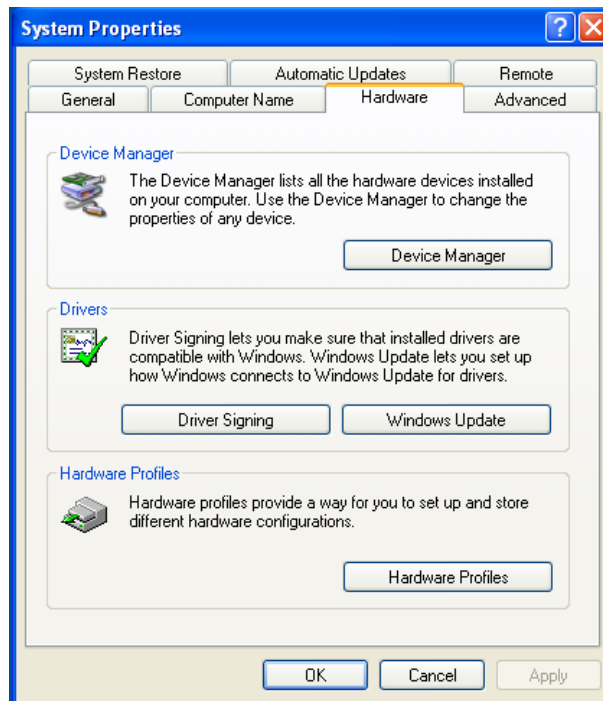 System Properties
System Restore
Automatic Updates
Remote
General
Computer Name
Hardware
Advanced
Device Manager
The Device Manager lists all the hardware devices installed
on your computer. Use the Device Manager to change the
properties of any device.
Device Manager
Drivers
Driver Signing lets you make sure that installed drivers are
compatible with Windows. Windows Update lets you set up
how Windows connects to Windows Update for drivers.
Driver Signing
Windows Update
Hardware Profiles
Hardware profiles provide a way for you to set up and store
different hardware configurations.
Hardware Profiles
OK
Cancel
Apply